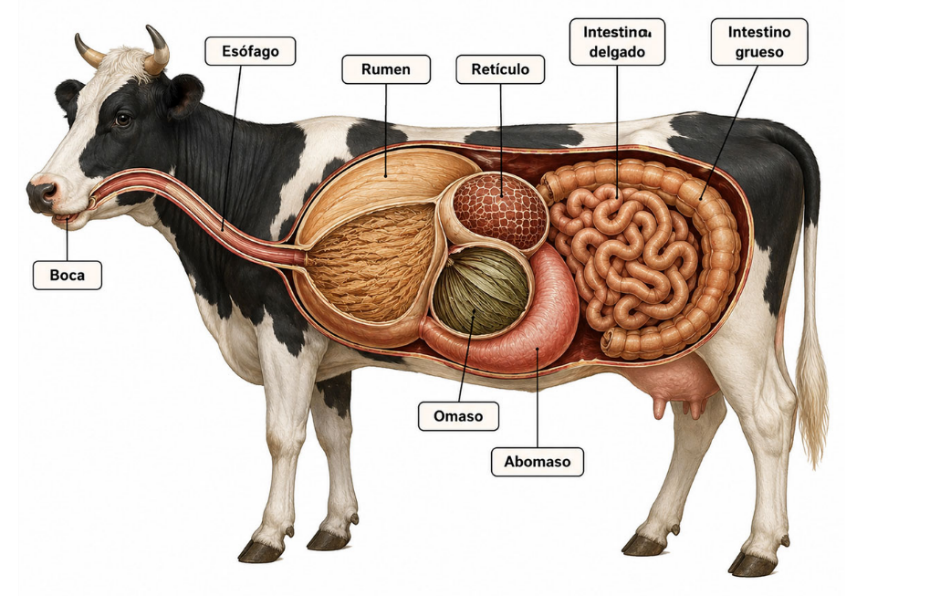 Esófago
Rumen
Retículo
Intestina
delgado
Intestino
grueso
Boca
Omaso
Abomaso